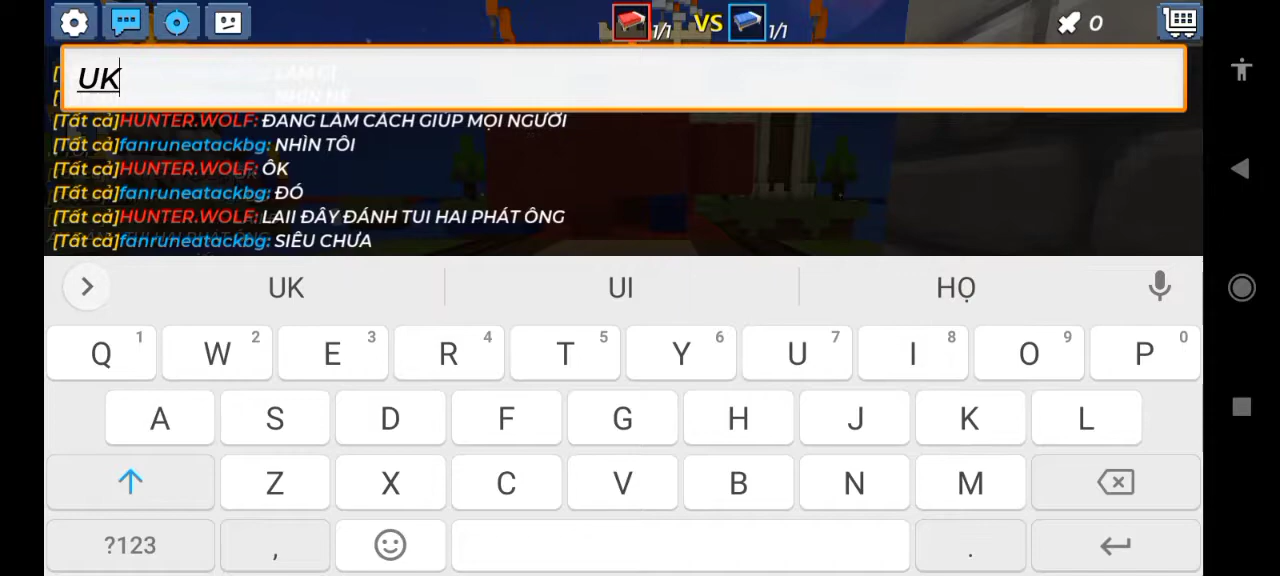 1/1 VS 1/1
0
UK
[Tất cả]HUNTER.WOLF: ĐANG LÀM CÁCH GIÚP MỌI NGƯỜI
[Tất cả]fanruneatackbg: NHÌN TÔI
[Tất cả]HUNTER.WOLF: ÔK
[Tất cả]fanruneatackbg: ĐÓ
[Tất cả]HUNTER.WOLF: LAII ĐÂY ĐÁNH TUI HAI PHÁT ÔNG
[Tất cả]fanruneatackbg: SIÊU CHƯA
UK UI HỌ
Q 1 W 2 E 3 R 4 T 5 Y 6 U 7 I 8 O 9 P 0
A S D F G H J K L
Z X C V B N M
?123 , .